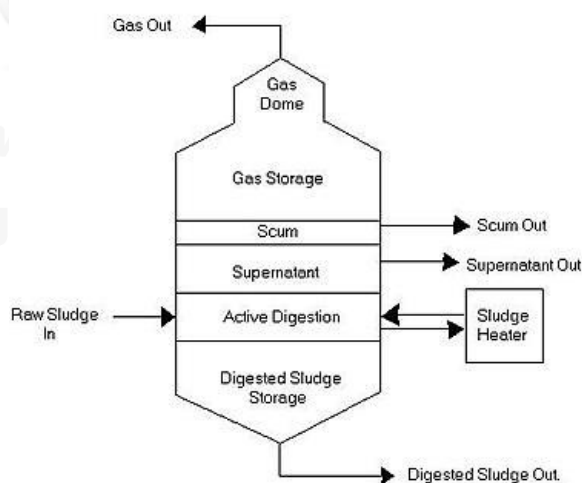 Gas Out
Gas
Dome
Gas Storage
Scum
Scum Out
Supernatant
Supernatant Out
Raw Sludge
In
Active Digestion
Sludge
Heater
Digested Sludge
Storage
Digested Sludge Out.